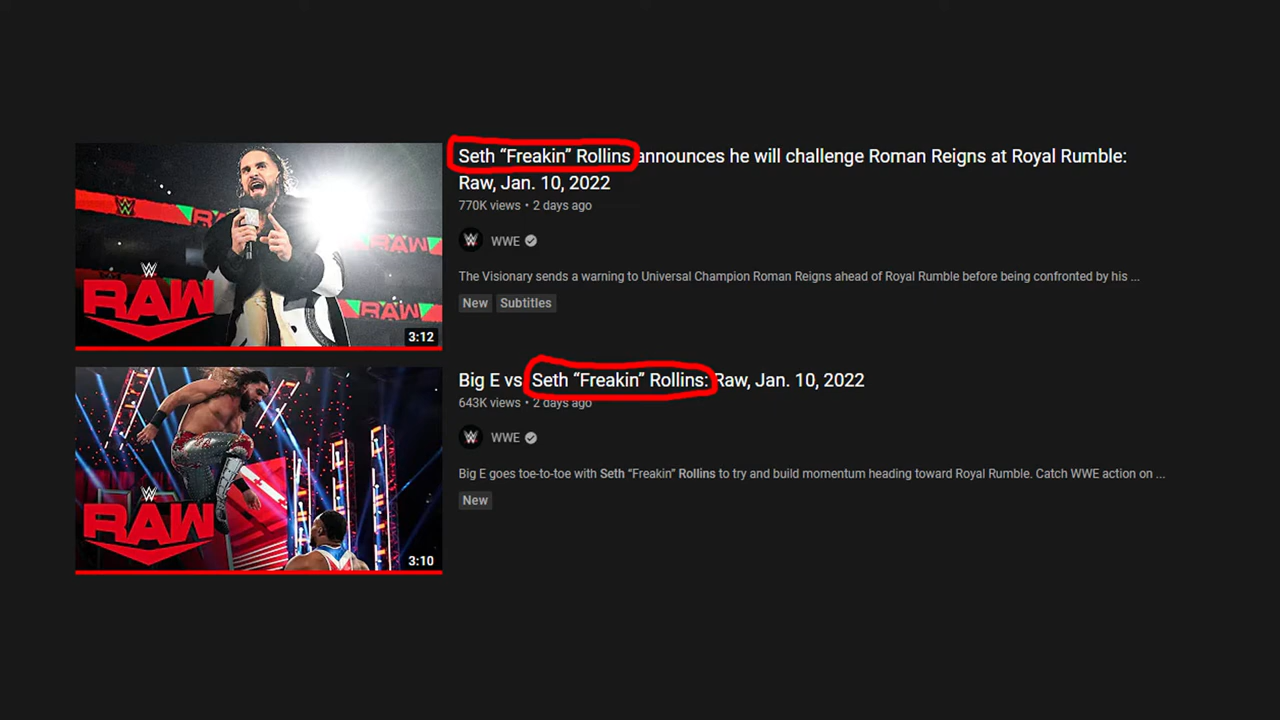 Seth “Freakin” Rollins announces he will challenge Roman Reigns at Royal Rumble:
Raw, Jan. 10, 2022
770K views • 2 days ago
W WWE
The Visionary sends a warning to Universal Champion Roman Reigns ahead of Royal Rumble before being confronted by his ...
New Subtitles
W
RAW
RAW
RAW
W
RAW
3:12
Big E vs Seth “Freakin” Rollins: Raw, Jan. 10, 2022
643K views • 2 days ago
W WWE
Big E goes toe-to-toe with Seth “Freakin” Rollins to try and build momentum heading toward Royal Rumble. Catch WWE action on ...
New
W
RAW
3:10